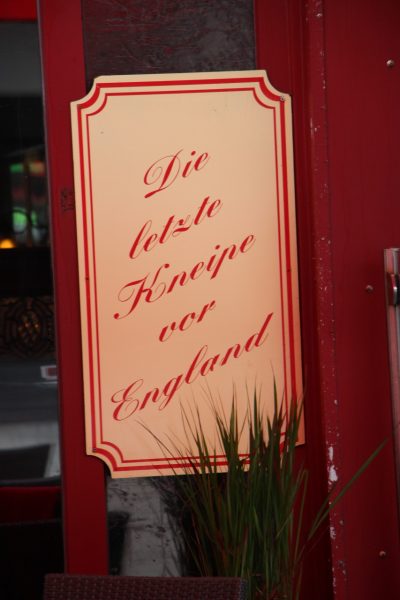 Die
letzte
Kneipe
vor
England